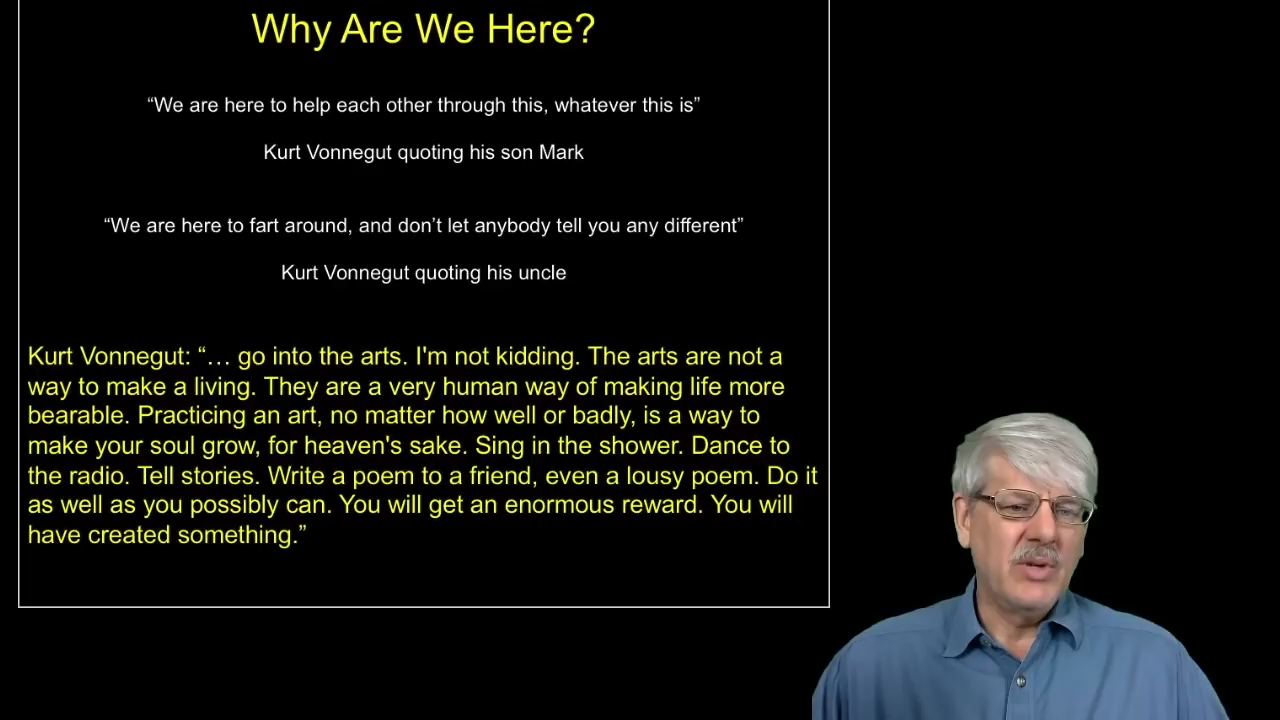 Why Are We Here?
“We are here to help each other through this, whatever this is”
Kurt Vonnegut quoting his son Mark
“We are here to fart around, and don’t let anybody tell you any different”
Kurt Vonnegut quoting his uncle
Kurt Vonnegut: “… go into the arts. I'm not kidding. The arts are not a
way to make a living. They are a very human way of making life more
bearable. Practicing an art, no matter how well or badly, is a way to
make your soul grow, for heaven's sake. Sing in the shower. Dance to
the radio. Tell stories. Write a poem to a friend, even a lousy poem. Do it
as well as you possibly can. You will get an enormous reward. You will
have created something.”